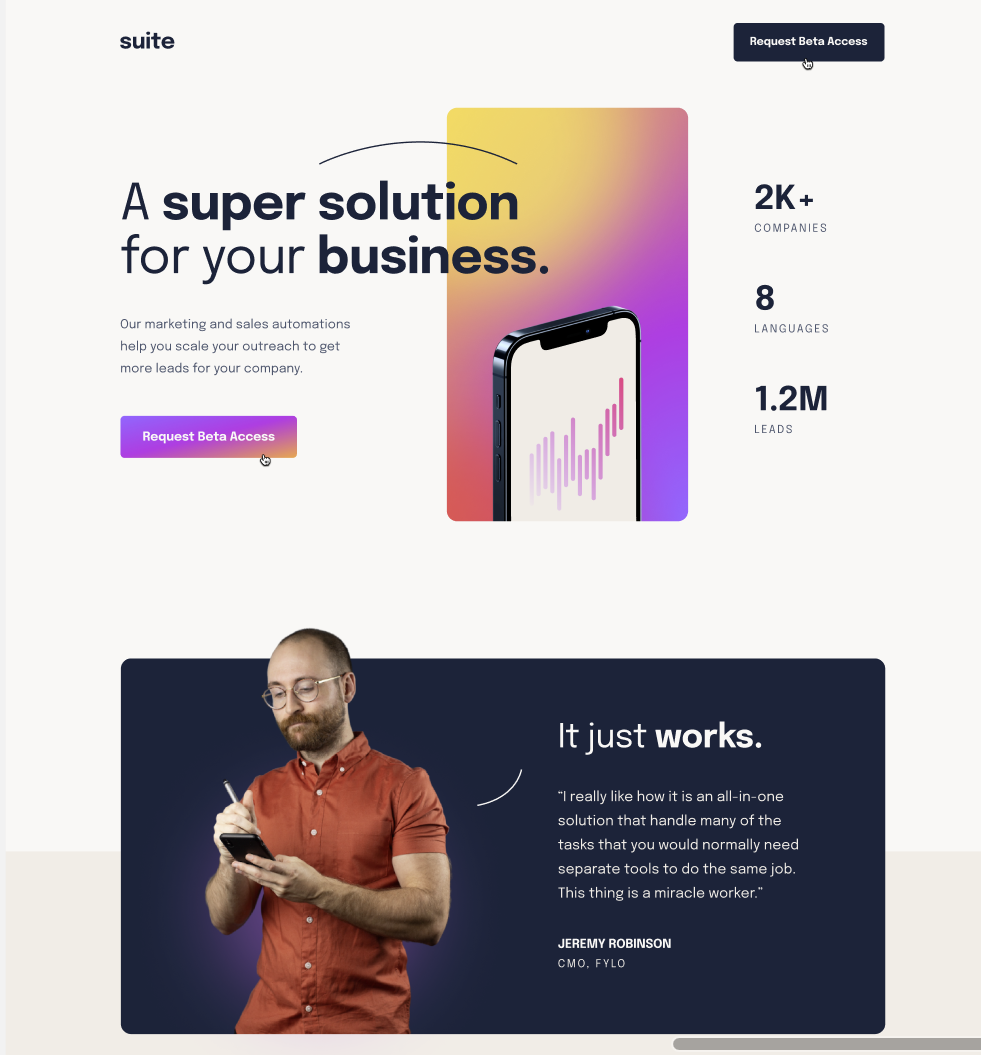 suite
Request Beta Access
A super solution
for your business.
Our marketing and sales automations
help you scale your outreach to get
more leads for your company.
Request Beta Access
2K+
COMPANIES
8
LANGUAGES
1.2M
LEADS
It just works.
“I really like how it is an all-in-one
solution that handle many of the
tasks that you would normally need
separate tools to do the same job.
This thing is a miracle worker.”
JEREMY ROBINSON
CMO, FYLO